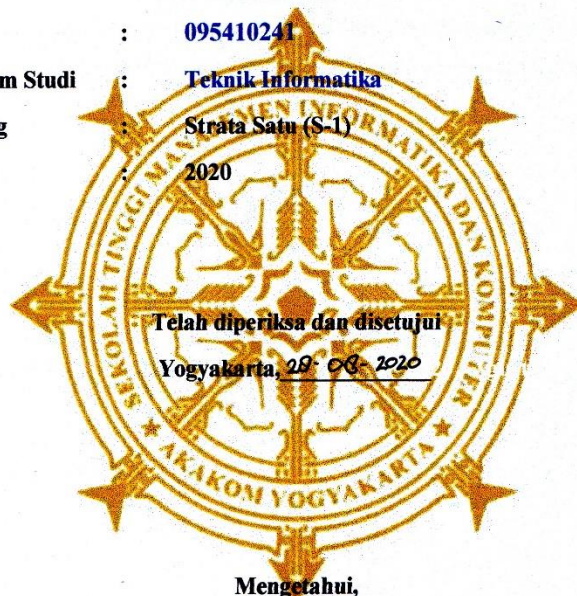 : 095410241
m Studi : Teknik Informatika
g : Strata Satu (S-1)
: 2020
SEKOLAH TINGGI MANAJEMEN INFORMATIKA DAN KOMPUTER
Telah diperiksa dan disetujui
Yogyakarta, 28-08-2020
★ AKAKOM YOGYAKARTA ★
Mengetahui,